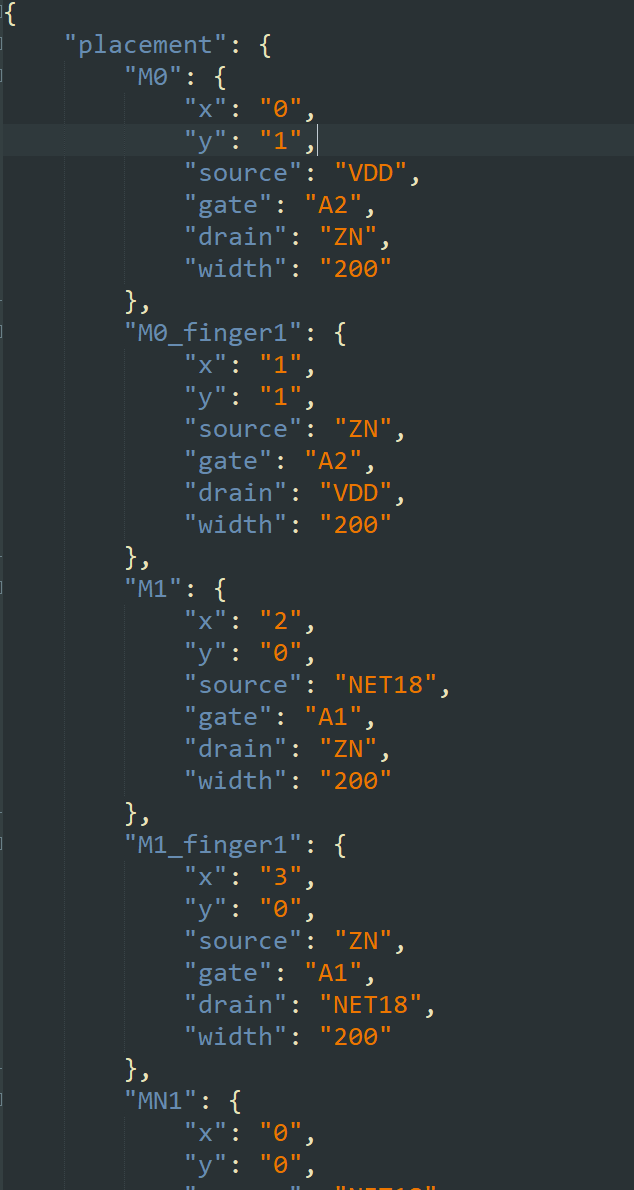 {
"placement": {
"M0": {
"x": "0",
"y": "1",
"source": "VDD",
"gate": "A2",
"drain": "ZN",
"width": "200"
},
"M0_finger1": {
"x": "1",
"y": "1",
"source": "ZN",
"gate": "A2",
"drain": "VDD",
"width": "200"
},
"M1": {
"x": "2",
"y": "0",
"source": "NET18",
"gate": "A1",
"drain": "ZN",
"width": "200"
},
"M1_finger1": {
"x": "3",
"y": "0",
"source": "ZN",
"gate": "A1",
"drain": "NET18",
"width": "200"
},
"MN1": {
"x": "0",
"y": "0",